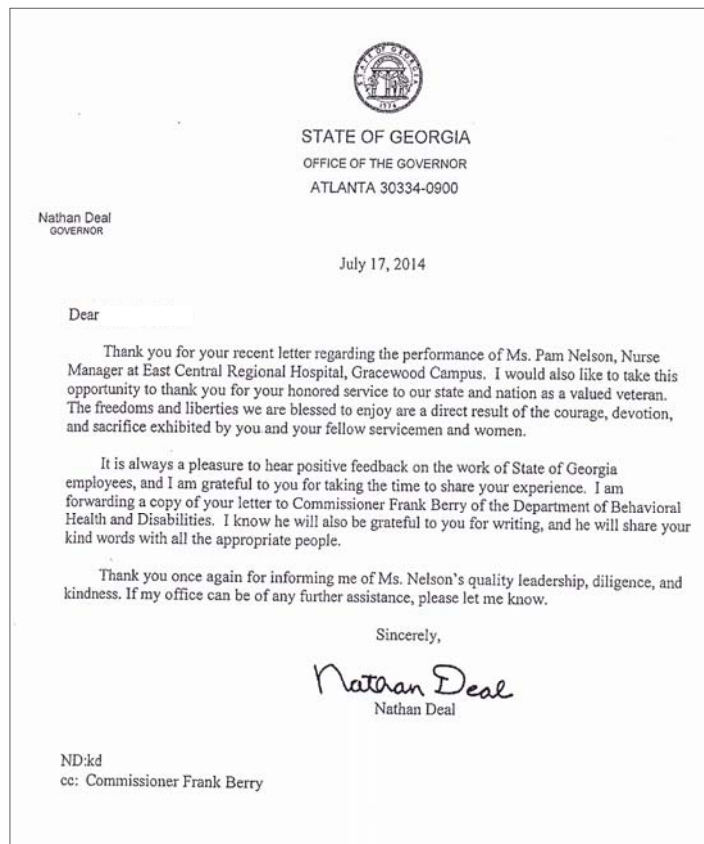 STATE OF GEORGIA
1776
STATE OF GEORGIA
OFFICE OF THE GOVERNOR
ATLANTA 30334-0900
Nathan Deal
GOVERNOR
July 17, 2014
Dear
Thank you for your recent letter regarding the performance of Ms. Pam Nelson, Nurse
Manager at East Central Regional Hospital, Gracewood Campus. I would also like to take this
opportunity to thank you for your honored service to our state and nation as a valued veteran.
The freedoms and liberties we are blessed to enjoy are a direct result of the courage, devotion,
and sacrifice exhibited by you and your fellow servicemen and women.
It is always a pleasure to hear positive feedback on the work of State of Georgia
employees, and I am grateful to you for taking the time to share your experience. I am
forwarding a copy of your letter to Commissioner Frank Berry of the Department of Behavioral
Health and Disabilities. I know he will also be grateful to you for writing, and he will share your
kind words with all the appropriate people.
Thank you once again for informing me of Ms. Nelson's quality leadership, diligence, and
kindness. If my office can be of any further assistance, please let me know.
Sincerely,
Nathan Deal
Nathan Deal
ND:kd
cc: Commissioner Frank Berry